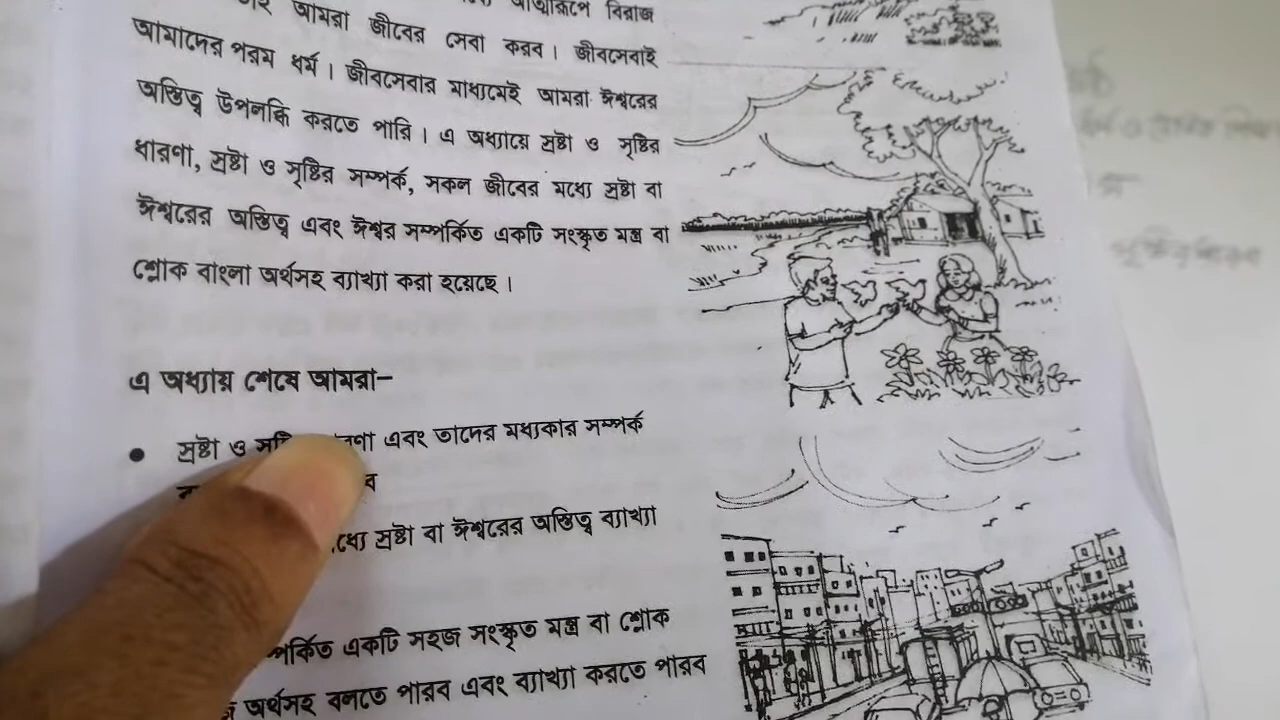 আমরা জীবের সেবা করব। জীবসেবাই
আমাদের পরম ধর্ম। জীবসেবার মাধ্যমেই আমরা ঈশ্বরের
অস্তিত্ব উপলব্ধি করতে পারি। এ অধ্যায়ে স্রষ্টা ও সৃষ্টির
ধারণা, স্রষ্টা ও সৃষ্টির সম্পর্ক, সকল জীবের মধ্যে স্রষ্টা বা
ঈশ্বরের অস্তিত্ব এবং ঈশ্বর সম্পর্কিত একটি সংস্কৃত মন্ত্র বা
শ্লোক বাংলা অর্থসহ ব্যাখ্যা করা হয়েছে।
এ অধ্যায় শেষে আমরা-
● স্রষ্টা ও এবং তাদের মধ্যকার সম্পর্ক
স্রষ্টা বা ঈশ্বরের অস্তিত্ব ব্যাখ্যা
একটি সহজ সংস্কৃত মন্ত্র বা শ্লোক
অর্থসহ বলতে পারব এবং ব্যাখ্যা করতে পারব